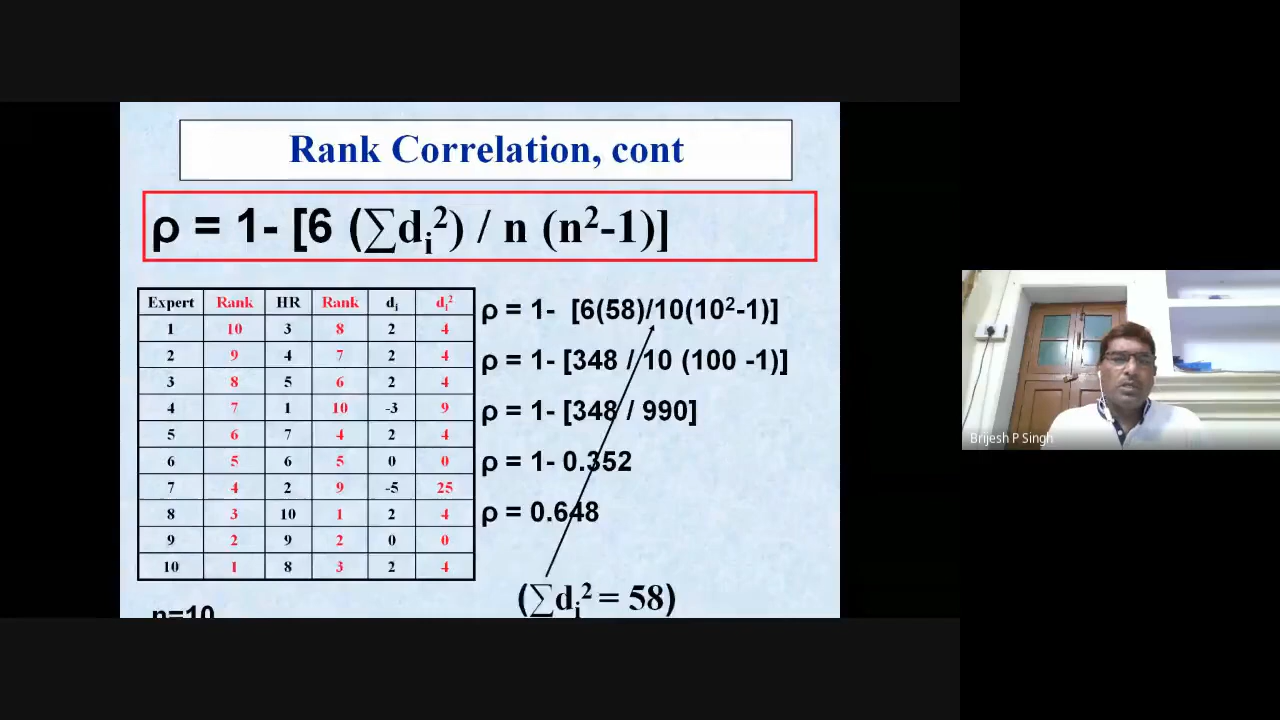 Rank Correlation, cont
ρ = 1- [6 (∑dᵢ²) / n (n²-1)]
Expert Rank HR Rank dᵢ dᵢ²
1 10 3 8 2 4
2 9 4 7 2 4
3 8 5 6 2 4
4 7 1 10 -3 9
5 6 7 4 2 4
6 5 6 5 0 0
7 4 2 9 -5 25
8 3 10 1 2 4
9 2 9 2 0 0
10 1 8 3 2 4
n=10
ρ = 1- [6(58)/10(10²-1)]
ρ = 1- [348 / 10 (100 -1)]
ρ = 1- [348 / 990]
ρ = 1- 0.352
ρ = 0.648
(∑dᵢ² = 58)
Brijesh P Singh